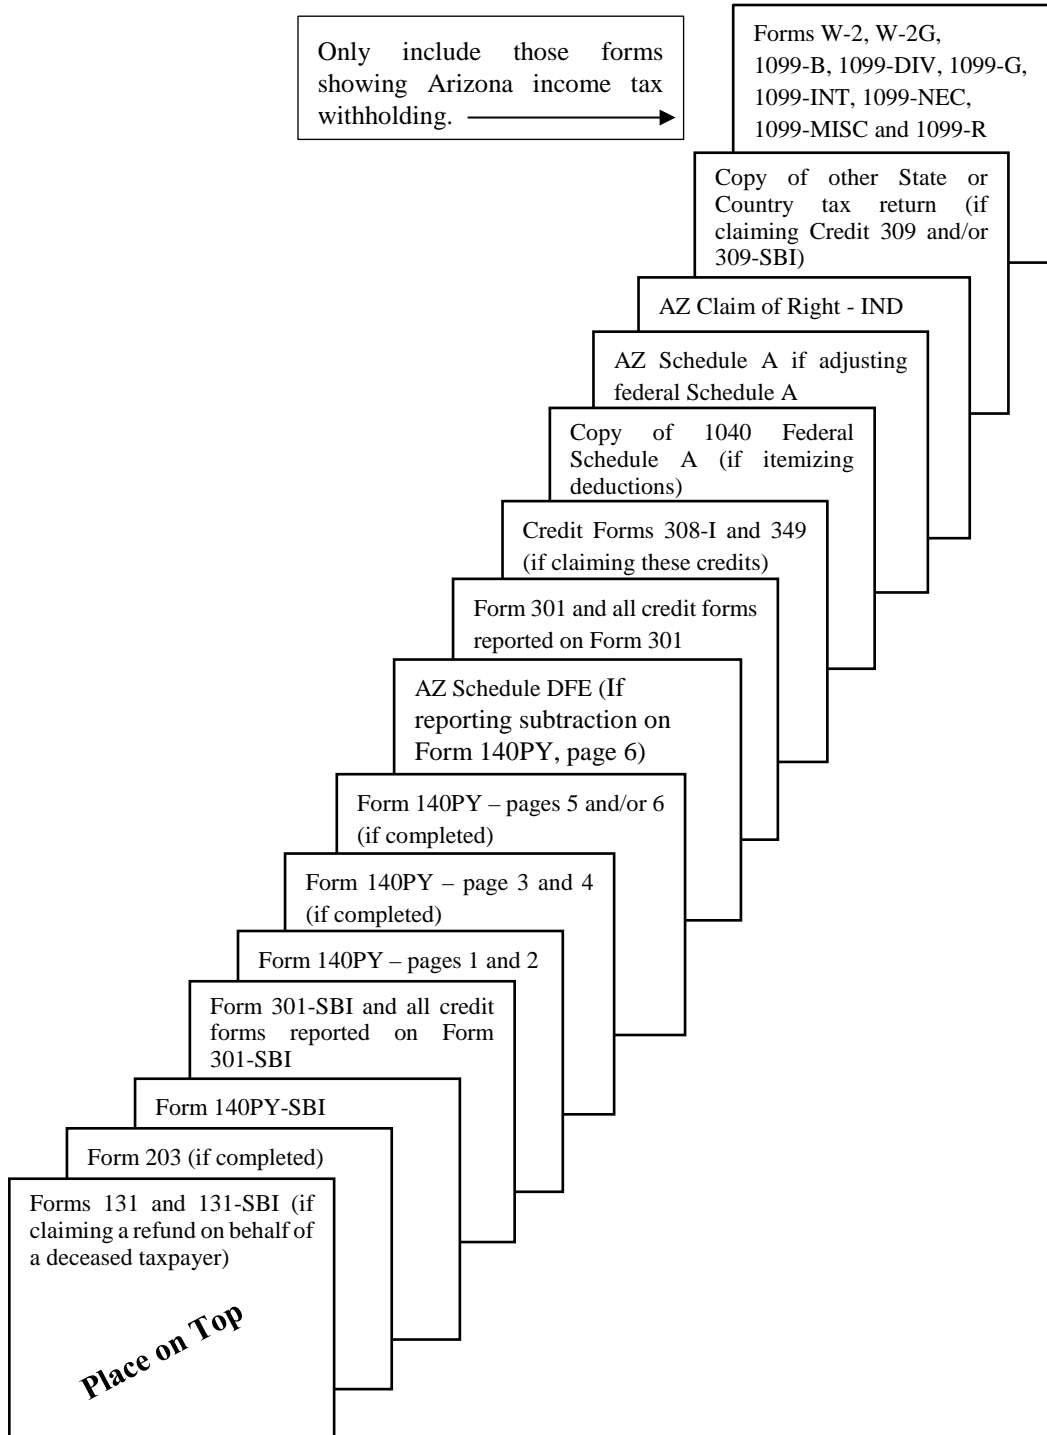 Only include those forms
showing Arizona income tax
withholding.
Forms W-2, W-2G,
1099-B, 1099-DIV, 1099-G,
1099-INT, 1099-NEC,
1099-MISC and 1099-R
Copy of other State or
Country tax return (if
claiming Credit 309 and/or
309-SBI)
AZ Claim of Right - IND
AZ Schedule A if adjusting
federal Schedule A
Copy of 1040 Federal
Schedule A (if itemizing
deductions)
Credit Forms 308-I and 349
(if claiming these credits)
Form 301 and all credit forms
reported on Form 301
AZ Schedule DFE (If
reporting subtraction on
Form 140PY, page 6)
Form 140PY – pages 5 and/or 6
(if completed)
Form 140PY – page 3 and 4
(if completed)
Form 140PY – pages 1 and 2
Form 301-SBI and all credit
forms reported on Form
301-SBI
Form 140PY-SBI
Form 203 (if completed)
Forms 131 and 131-SBI (if
claiming a refund on behalf of
a deceased taxpayer)
Place on Top